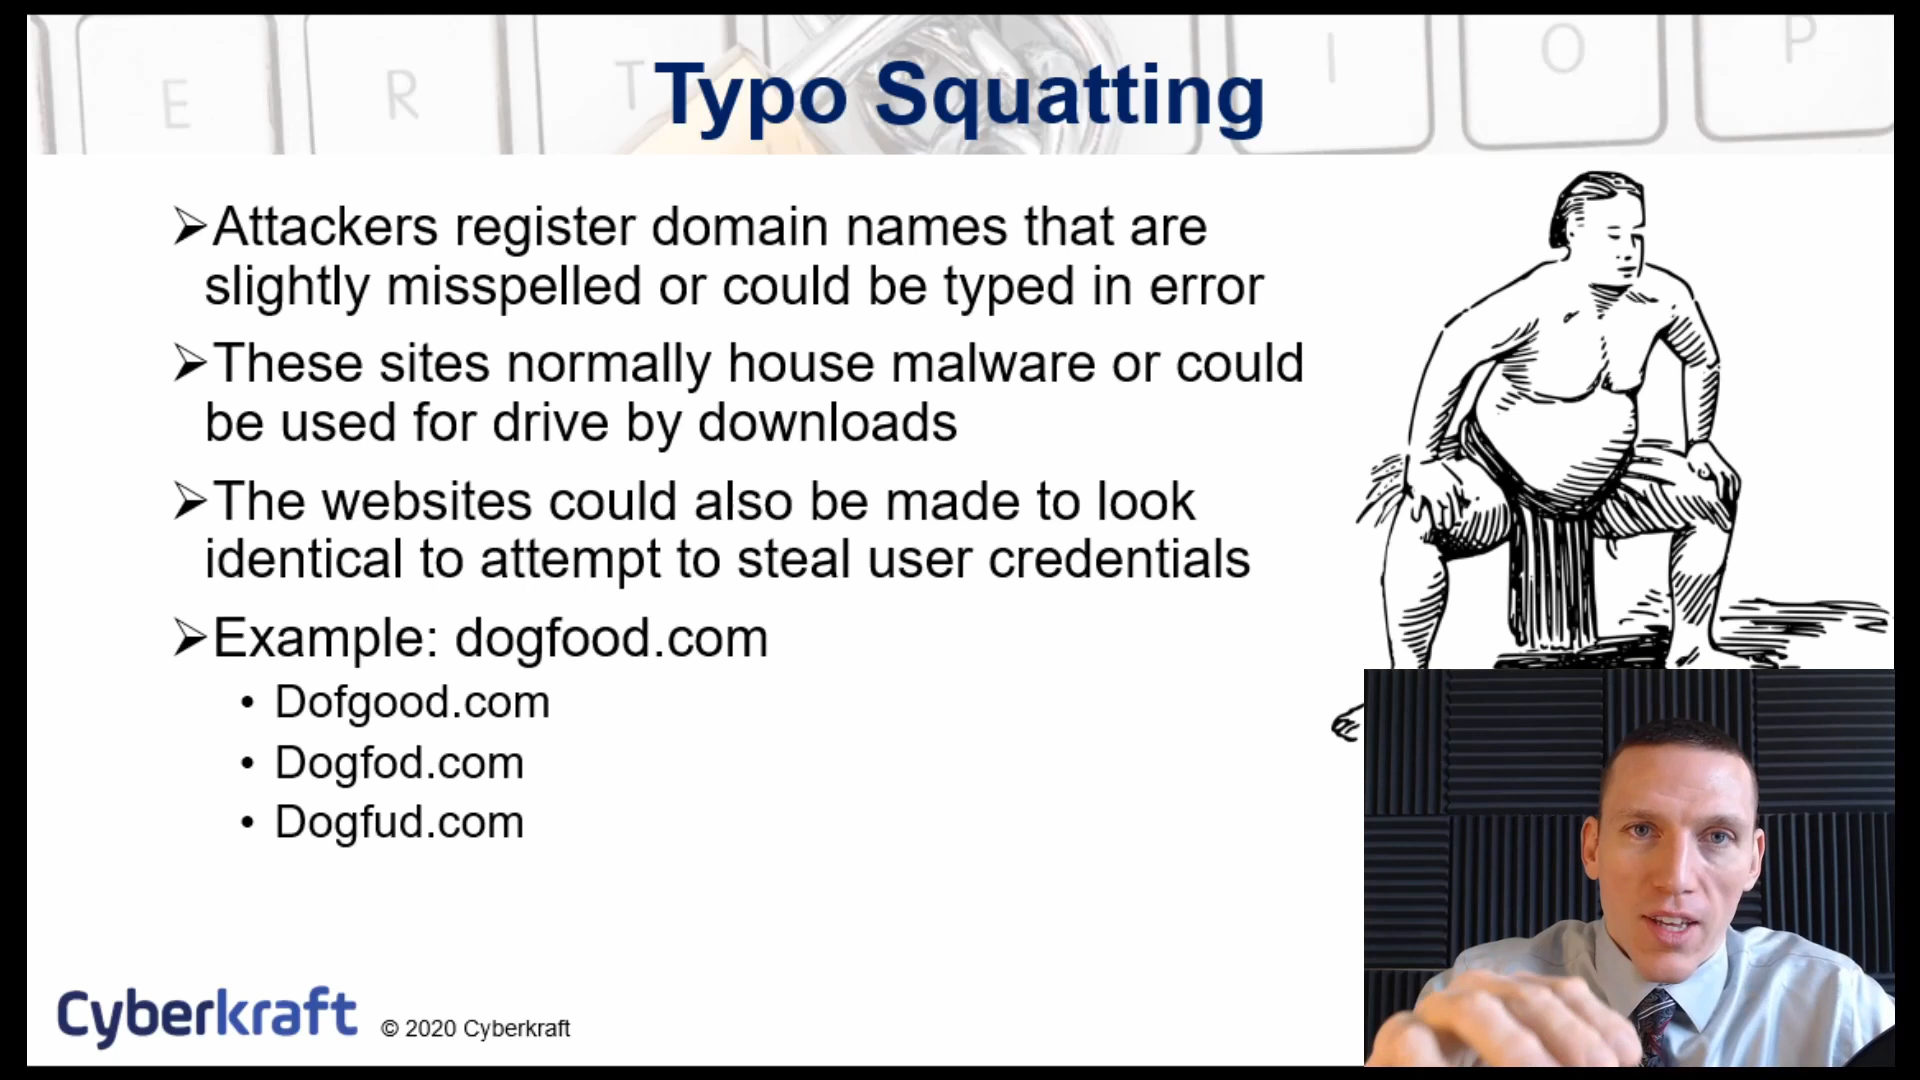 E R T I O P
Typo Squatting
➢Attackers register domain names that are
slightly misspelled or could be typed in error
➢These sites normally house malware or could
be used for drive by downloads
➢The websites could also be made to look
identical to attempt to steal user credentials
➢Example: dogfood.com
• Dofgood.com
• Dogfod.com
• Dogfud.com
Cyberkraft © 2020 Cyberkraft